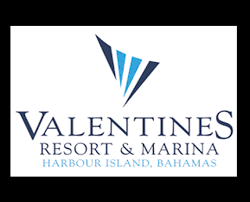 VALENTINES
RESORT & MARINA
HARBOUR ISLAND, BAHAMAS